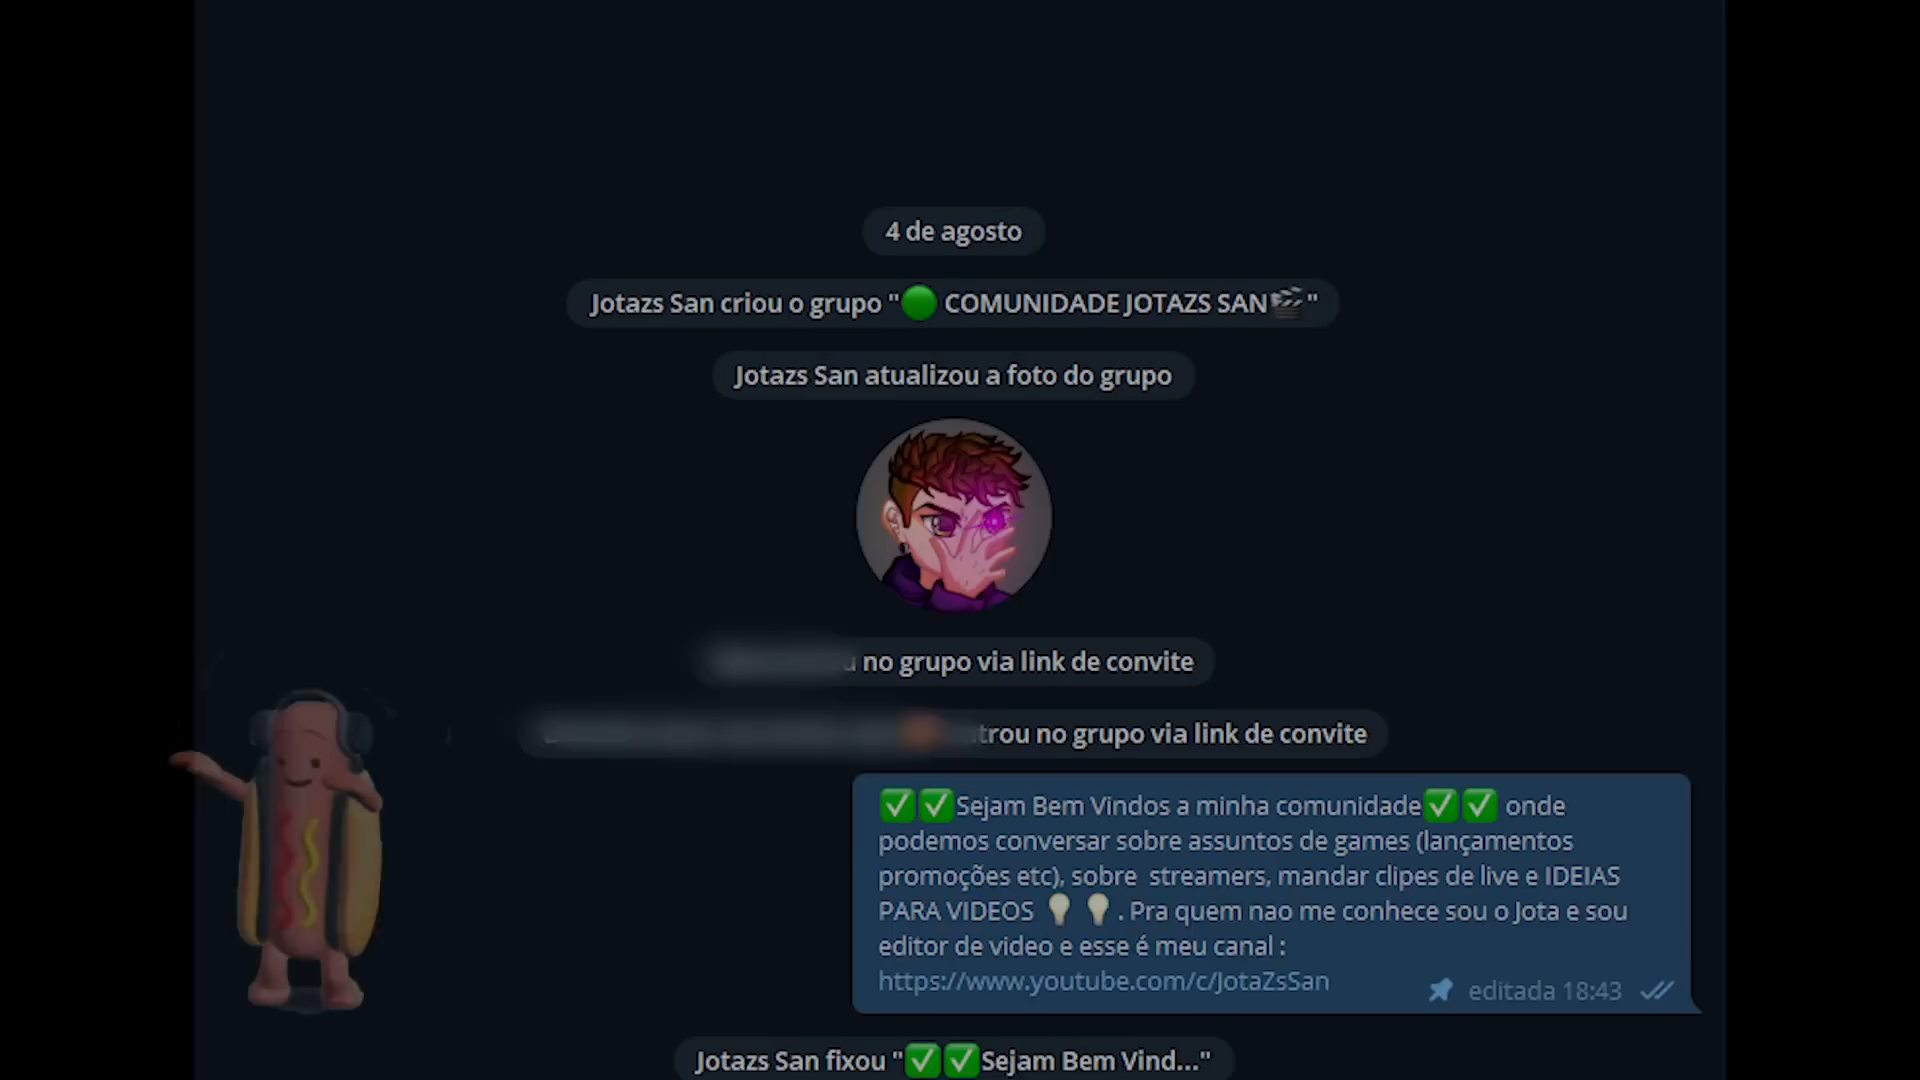 4 de agosto
Jotazs San criou o grupo "🟢 COMUNIDADE JOTAZS SAN🎬"
Jotazs San atualizou a foto do grupo
no grupo via link de convite
trou no grupo via link de convite
✅✅Sejam Bem Vindos a minha comunidade✅✅ onde
podemos conversar sobre assuntos de games (lançamentos
promoções etc), sobre streamers, mandar clipes de live e IDEIAS
PARA VIDEOS 💡 💡 . Pra quem nao me conhece sou o Jota e sou
editor de video e esse é meu canal :
https://www.youtube.com/c/JotaZsSan
editada 18:43
Jotazs San fixou "✅✅Sejam Bem Vind..."